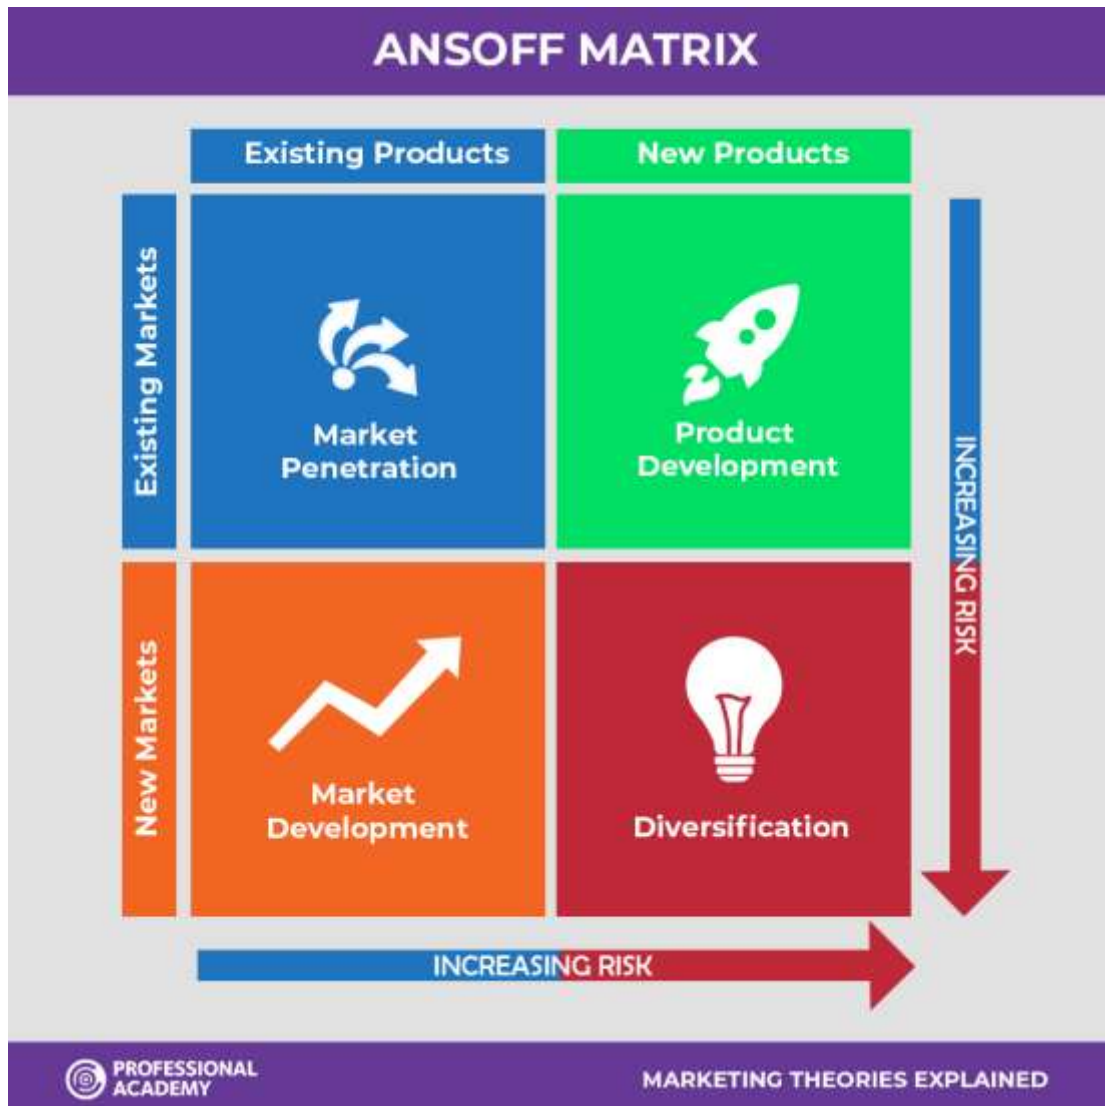 ANSOFF MATRIX
Existing Products
New Products
Existing Markets
Market
Penetration
Product
Development
INCREASING RISK
New Markets
Market
Development
Diversification
INCREASING RISK
PROFESSIONAL
ACADEMY
MARKETING THEORIES EXPLAINED